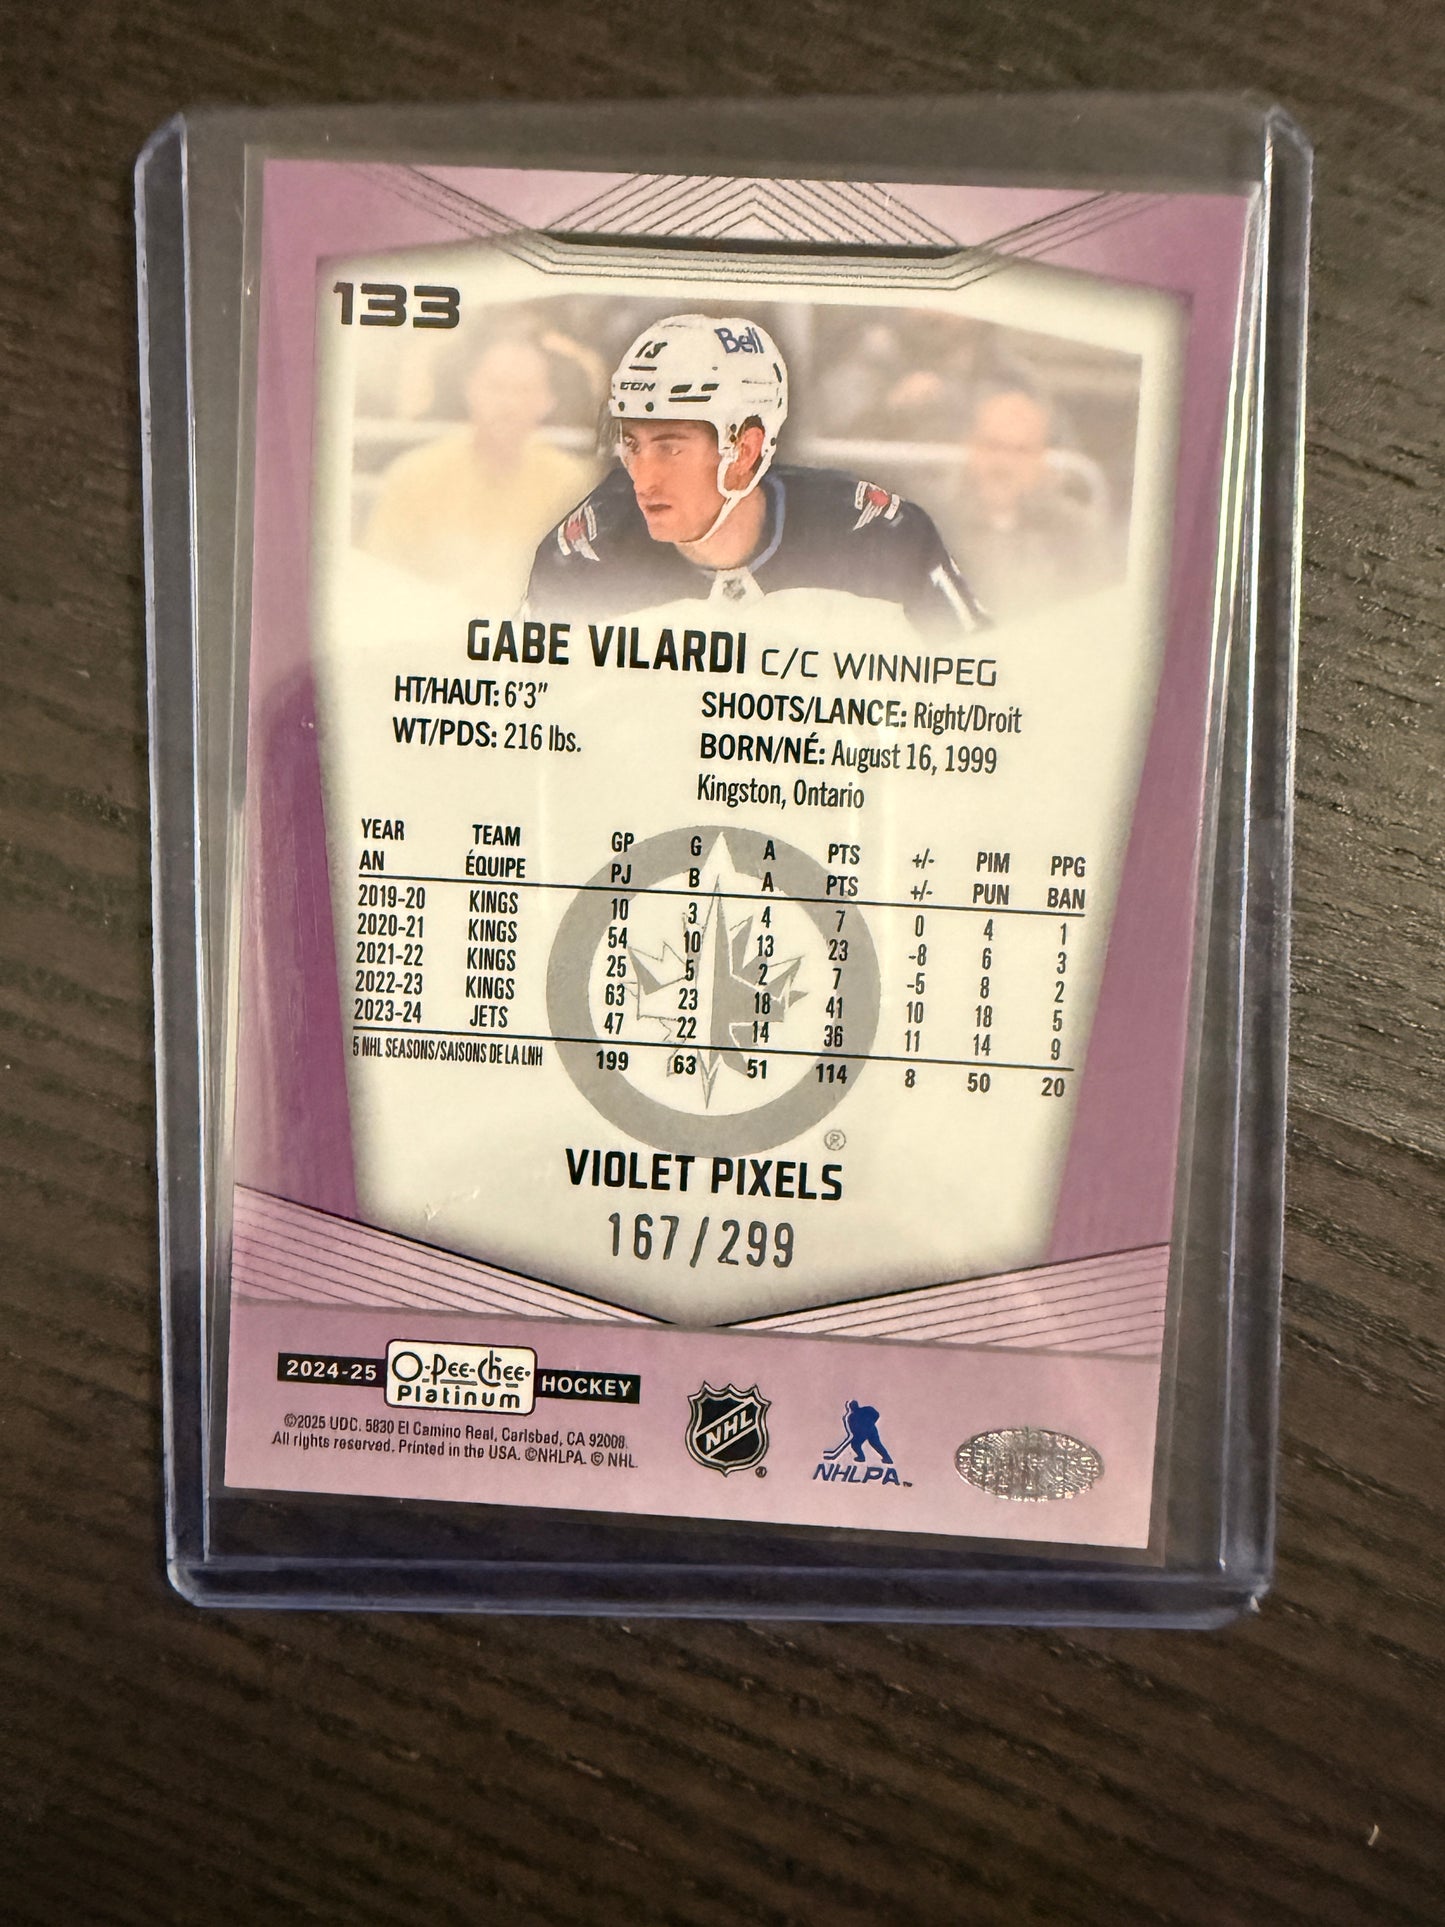 133
13 Bell
CCM
1
GABE VILARDI C/C WINNIPEG
HT/HAUT: 6'3" SHOOTS/LANCE: Right/Droit
WT/PDS: 216 lbs. BORN/NÉ: August 16, 1999
Kingston, Ontario
YEAR TEAM GP G A PTS +/- PIM PPG
AN ÉQUIPE PJ B A PTS +/- PUN BAN
2019-20 KINGS 10 3 4 7 0 4 1
2020-21 KINGS 54 10 13 23 -8 6 3
2021-22 KINGS 25 5 2 7 -5 8 2
2022-23 KINGS 63 23 18 41 10 18 5
2023-24 JETS 47 22 14 36 11 14 9
5 NHL SEASONS/SAISONS DE LA LNH 199 63 51 114 8 50 20
®
VIOLET PIXELS
167/299
2024-25 O-Pee-Chee Platinum HOCKEY
©2025 UDC. 5830 El Camino Real, Carlsbad, CA 92008.
All rights reserved. Printed in the USA. ©NHLPA. © NHL.
NHL ®
NHLPA™